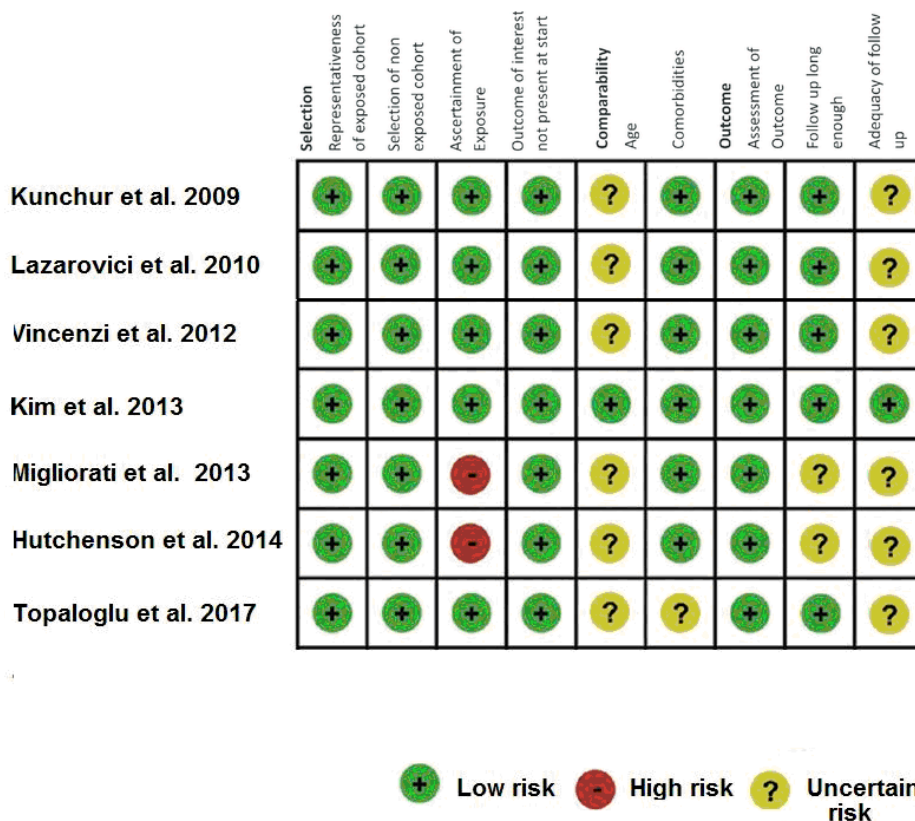 Selection
Representativeness
of exposed cohort
Selection of non
exposed cohort
Ascertainment of
Exposure
Outcome of interest
not present at start
Comparability
Age
Comorbidities
Outcome
Assessment of
Outcome
Follow up long
enough
Adequacy of follow
up
Kunchur et al. 2009 + + + + ? + + + ?
Lazarovici et al. 2010 + + + + ? + + + ?
Vincenzi et al. 2012 + + + + ? + + + ?
Kim et al. 2013 + + + + + + + + +
Migliorati et al. 2013 + + - + ? + + ? ?
Hutchenson et al. 2014 + + - + ? + + ? ?
Topaloglu et al. 2017 + + + + ? ? + + ?
+ Low risk - High risk ? Uncertain
risk